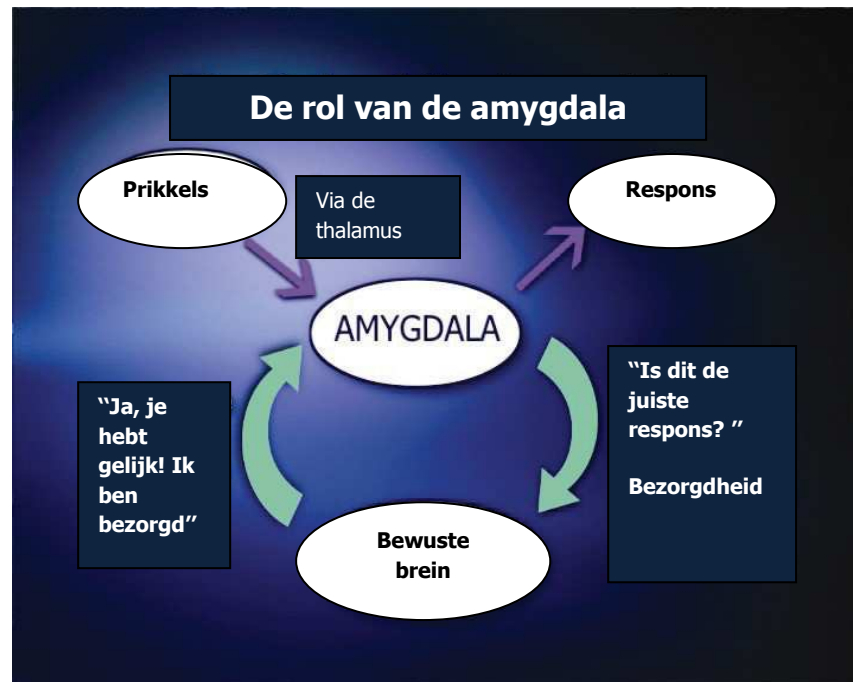 De rol van de amygdala
Prikkels
Via de
thalamus
Respons
AMYGDALA
‘‘Ja, je
hebt
gelijk! Ik
ben
bezorgd’’
‘‘Is dit de
juiste
respons? ’’
Bezorgdheid
Bewuste
brein